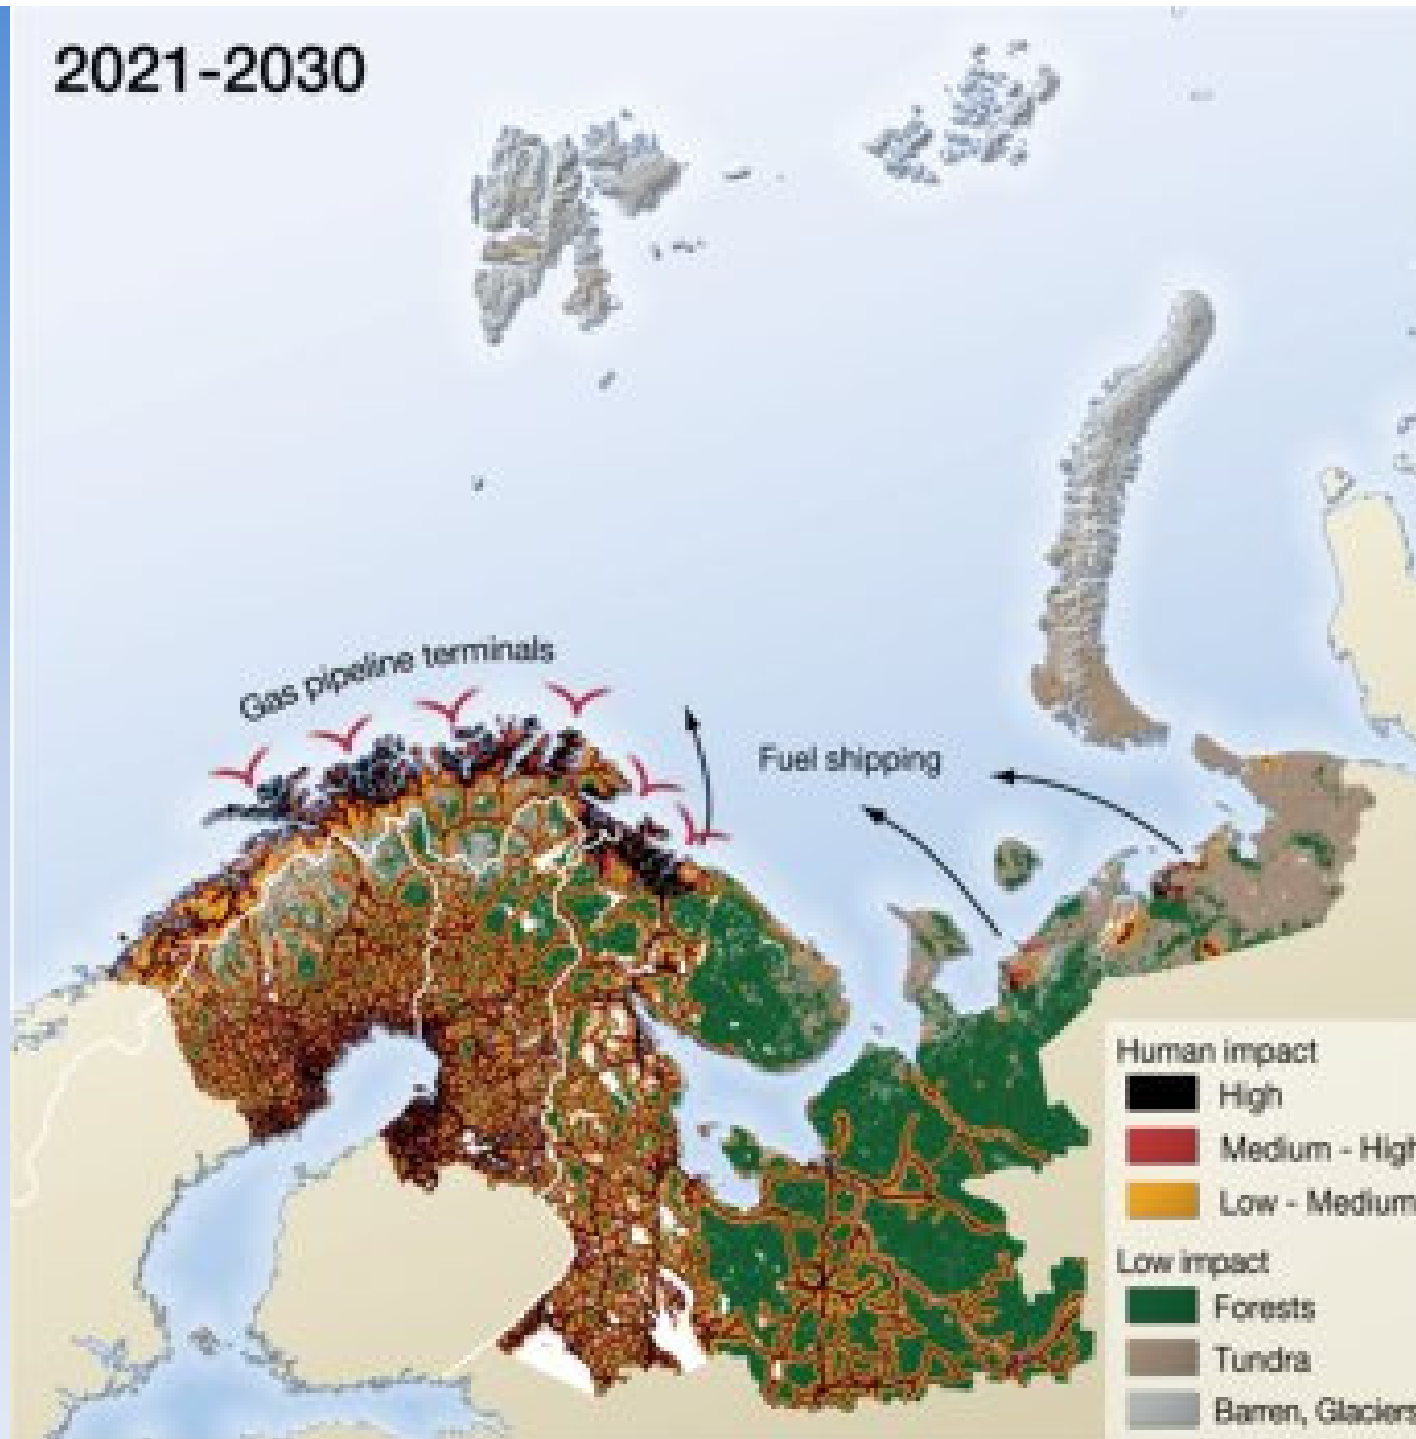 2021-2030
Gas pipeline terminals
Fuel shipping
Human impact
High
Medium - High
Low - Medium
Low impact
Forests
Tundra
Barren, Glaciers